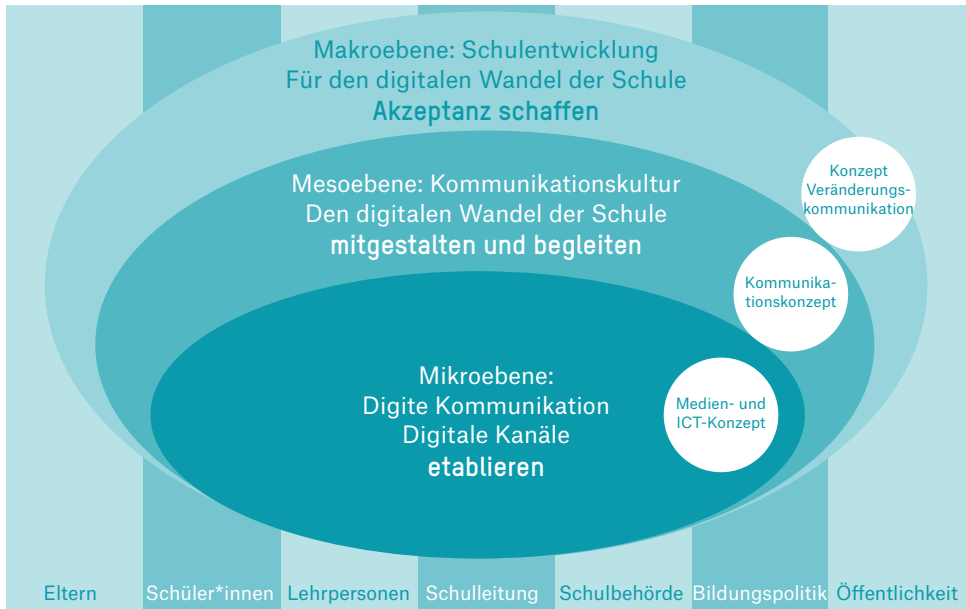 Makroebene: Schulentwicklung
Für den digitalen Wandel der Schule
Akzeptanz schaffen
Konzept
Veränderungs-
kommunikation
Mesoebene: Kommunikationskultur
Den digitalen Wandel der Schule
mitgestalten und begleiten
Kommunika-
tionskonzept
Mikroebene:
Digite Kommunikation
Digitale Kanäle
etablieren
Medien- und
ICT-Konzept
Eltern Schüler*innen Lehrpersonen Schulleitung Schulbehörde Bildungspolitik Öffentlichkeit